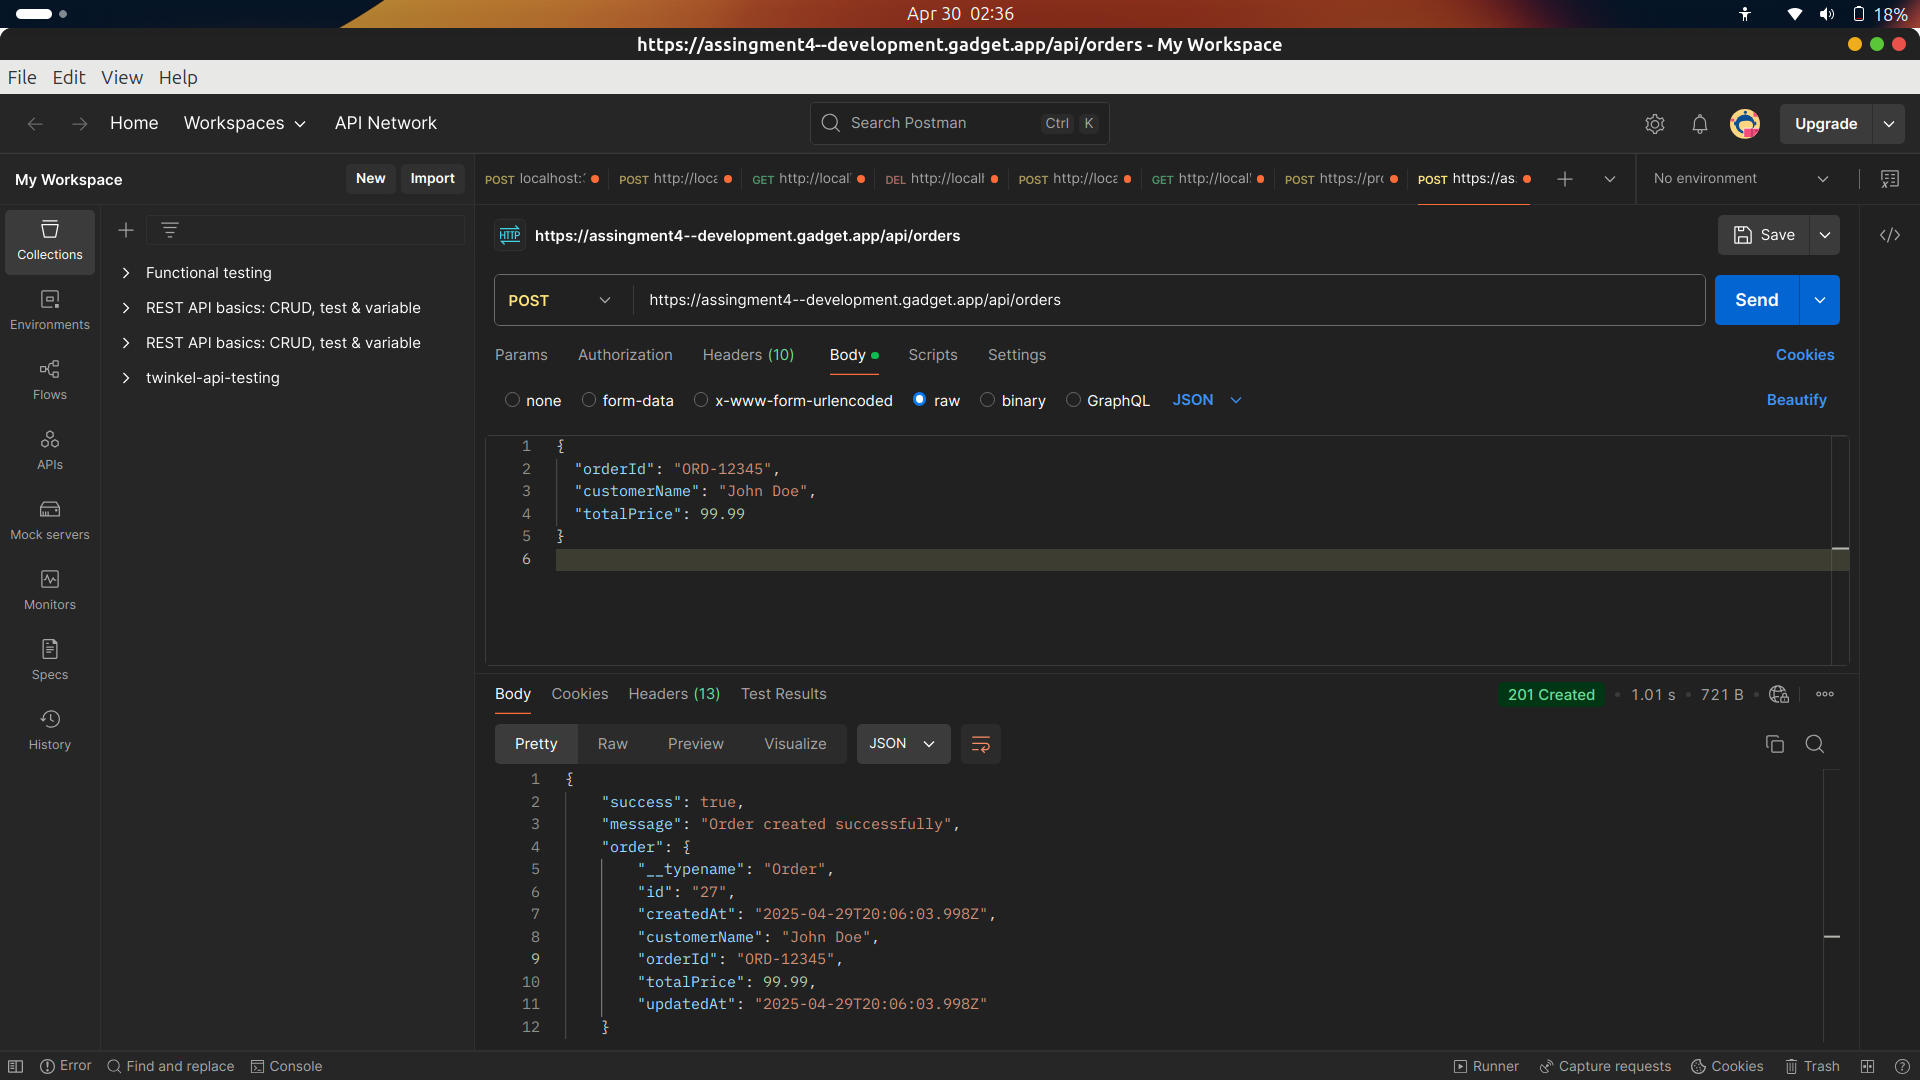 Apr 30 02:36
18%
https://assingment4--development.gadget.app/api/orders - My Workspace
File Edit View Help
Home Workspaces API Network
Search Postman Ctrl K
Upgrade
My Workspace New Import
POST localhost: POST http://loca GET http://local DEL http://locall POST http://loca GET http://local POST https://pro POST https://as No environment
Collections
Environments
Flows
APIs
Mock servers
Monitors
Specs
History
Functional testing
REST API basics: CRUD, test & variable
REST API basics: CRUD, test & variable
twinkel-api-testing
HTTP https://assingment4--development.gadget.app/api/orders Save
POST https://assingment4--development.gadget.app/api/orders Send
Params Authorization Headers (10) Body Scripts Settings Cookies
none form-data x-www-form-urlencoded raw binary GraphQL JSON Beautify
1 {
2 "orderId": "ORD-12345",
3 "customerName": "John Doe",
4 "totalPrice": 99.99
5 }
6
Body Cookies Headers (13) Test Results 201 Created 1.01 s 721 B
Pretty Raw Preview Visualize JSON
1 {
2 "success": true,
3 "message": "Order created successfully",
4 "order": {
5 "__typename": "Order",
6 "id": "27",
7 "createdAt": "2025-04-29T20:06:03.998Z",
8 "customerName": "John Doe",
9 "orderId": "ORD-12345",
10 "totalPrice": 99.99,
11 "updatedAt": "2025-04-29T20:06:03.998Z"
12 }
Error Find and replace Console Runner Capture requests Cookies Trash